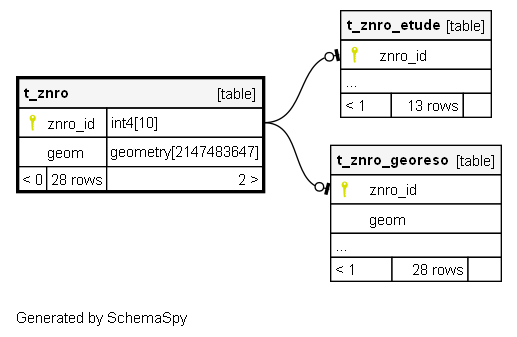 t_znro [table]
znro_id int4[10]
geom geometry[2147483647]
< 0 28 rows 2 >
t_znro_etude [table]
znro_id
...
< 1 13 rows
t_znro_georeso [table]
znro_id
geom
...
< 1 28 rows
Generated by SchemaSpy